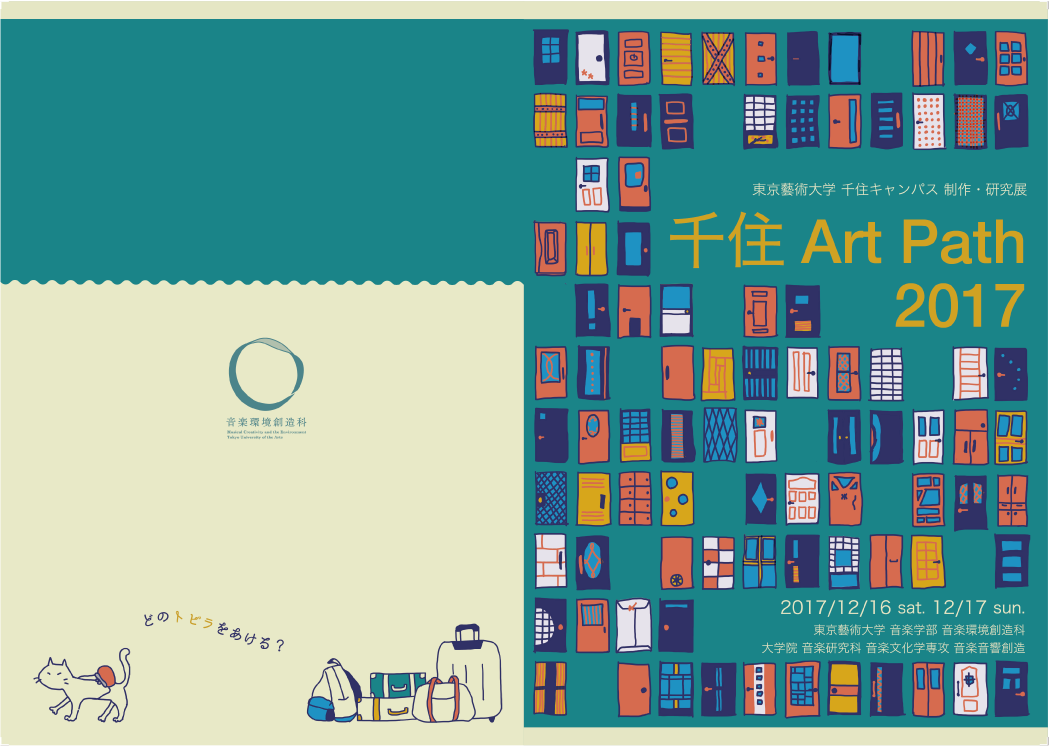 東京藝術大学 千住キャンパス 制作・研究展
千住 Art Path
2017
音楽環境創造科
Musical Creativity and the Environment
Tokyo University of the Arts
どのトビラをあける?
2017/12/16 sat. 12/17 sun.
東京藝術大学 音楽学部 音楽環境創造科
大学院 音楽研究科 音楽文化学専攻 音楽音響創造